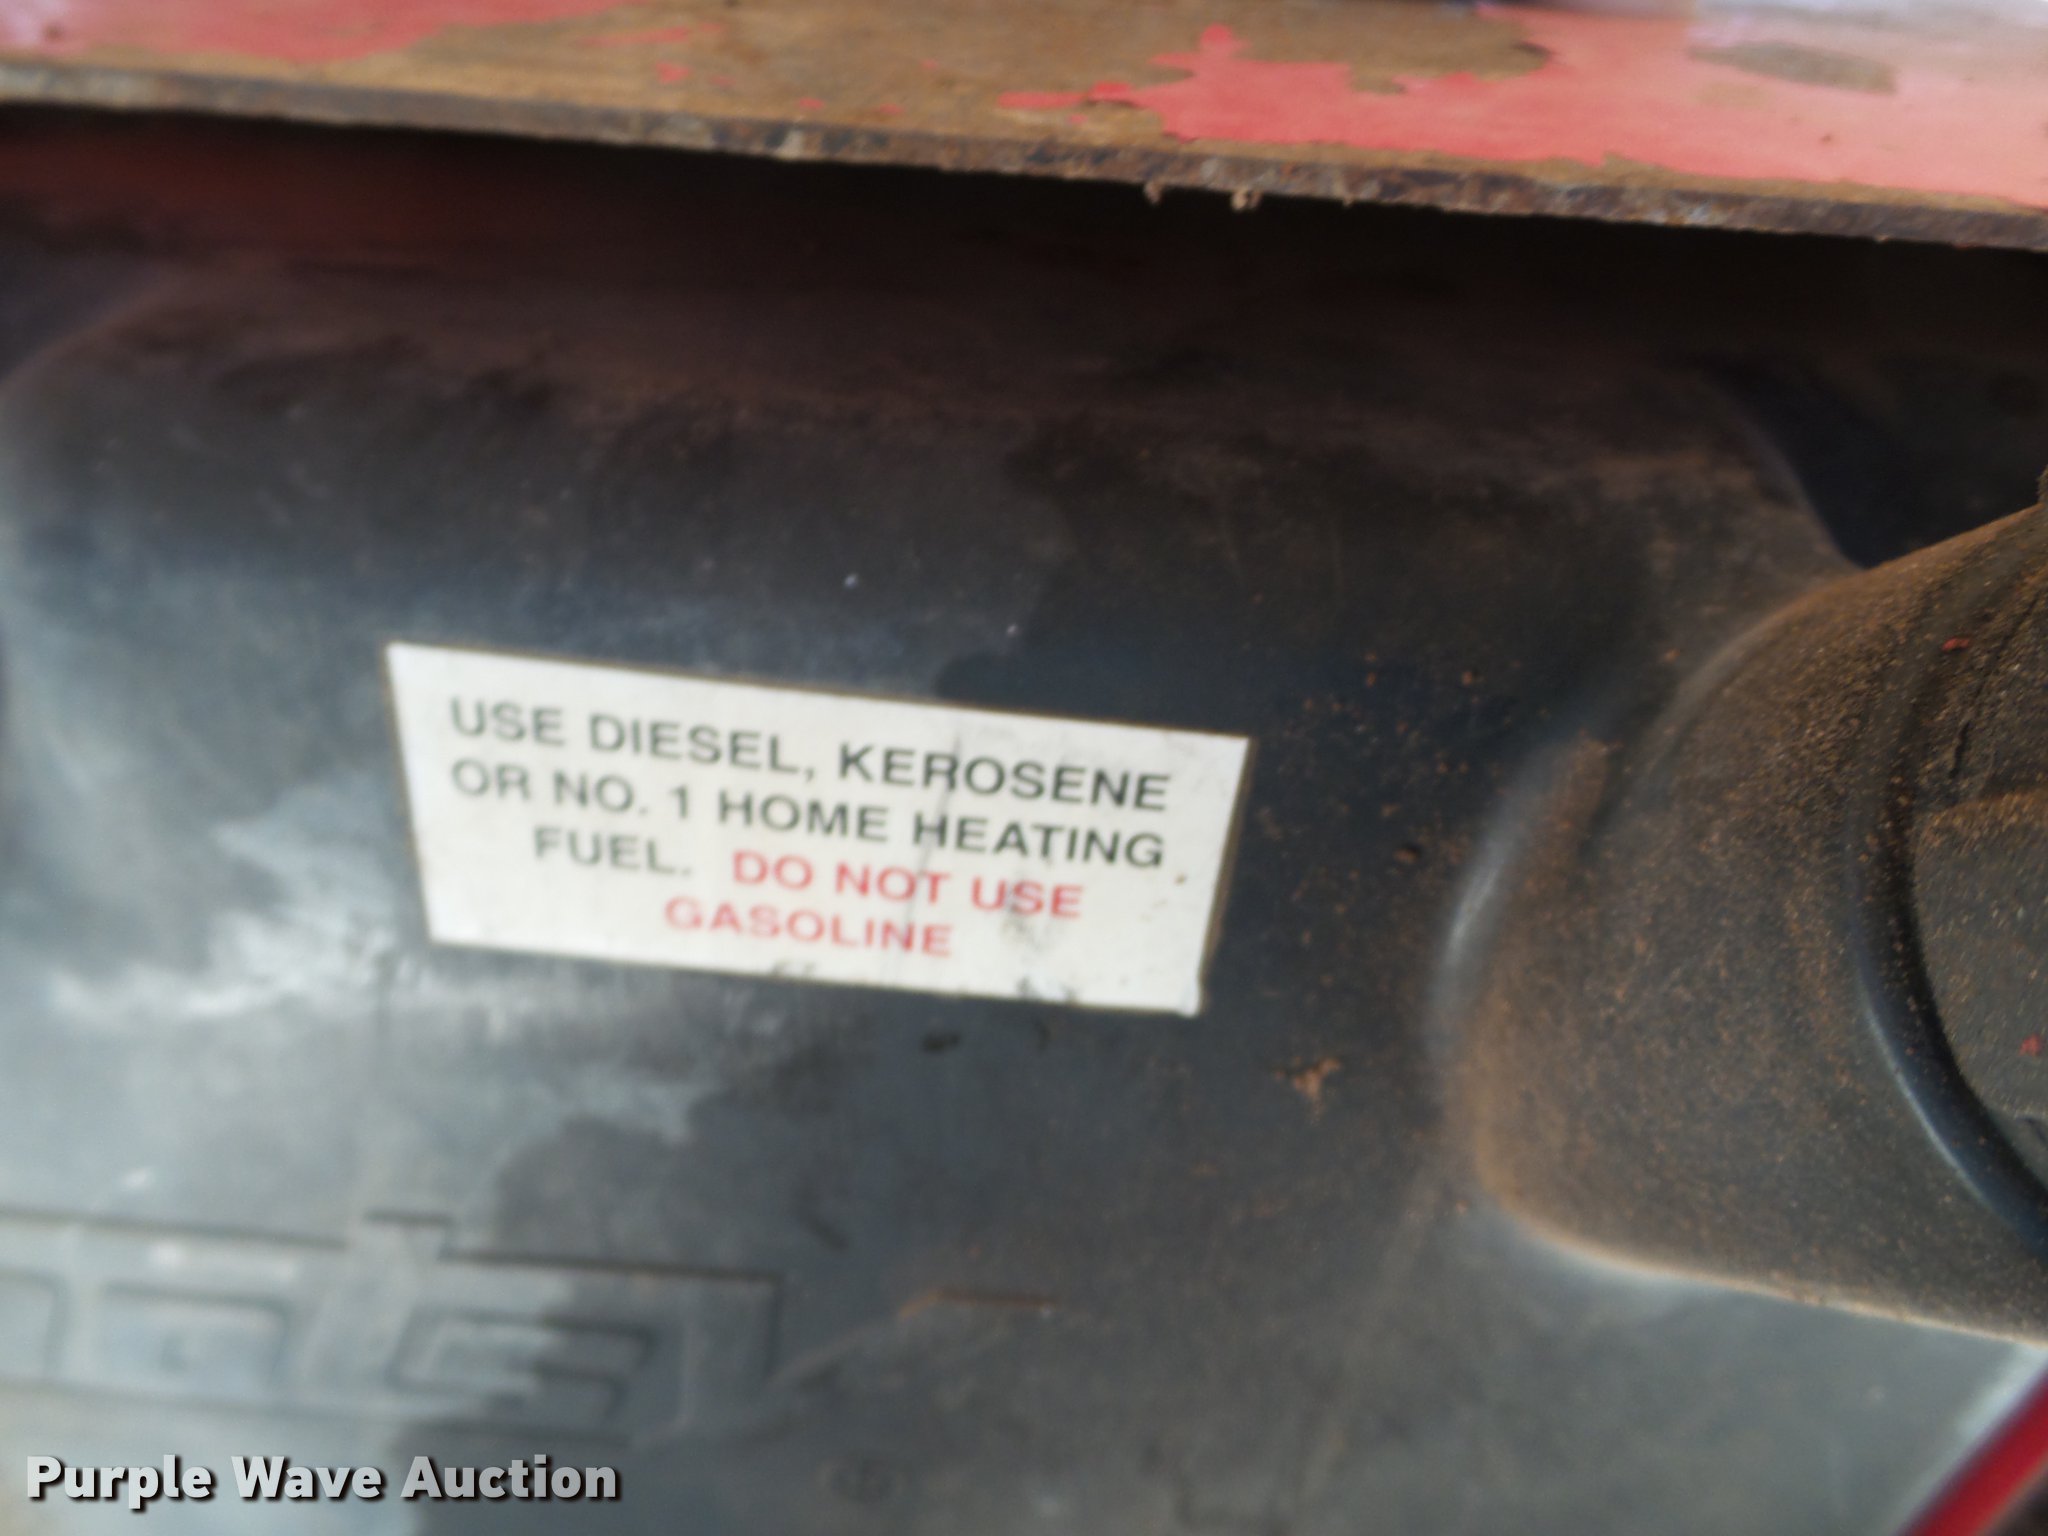 USE DIESEL, KEROSENE
OR NO. 1 HOME HEATING
FUEL. DO NOT USE
GASOLINE
Purple Wave Auction